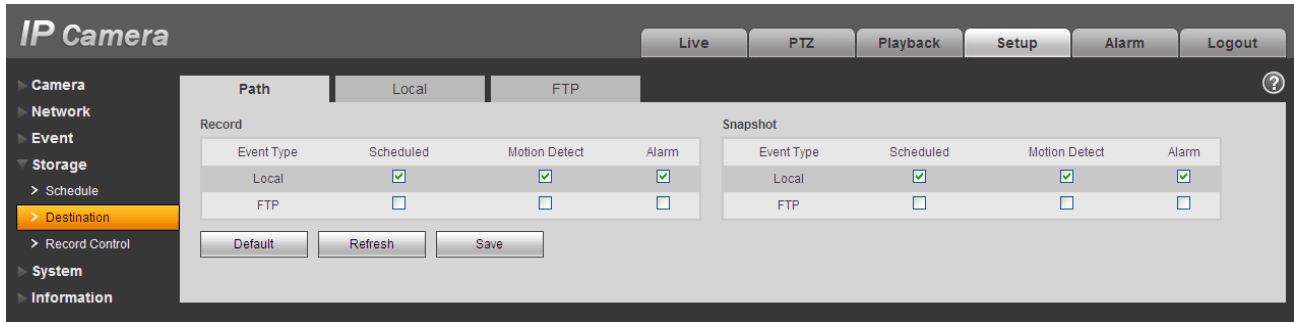 IP Camera
Live PTZ Playback Setup Alarm Logout
Camera
Network
Event
Storage
> Schedule
> Destination
> Record Control
System
Information
Path Local FTP ?
Record
Event Type Scheduled Motion Detect Alarm
Local
FTP
Default Refresh Save
Snapshot
Event Type Scheduled Motion Detect Alarm
Local
FTP